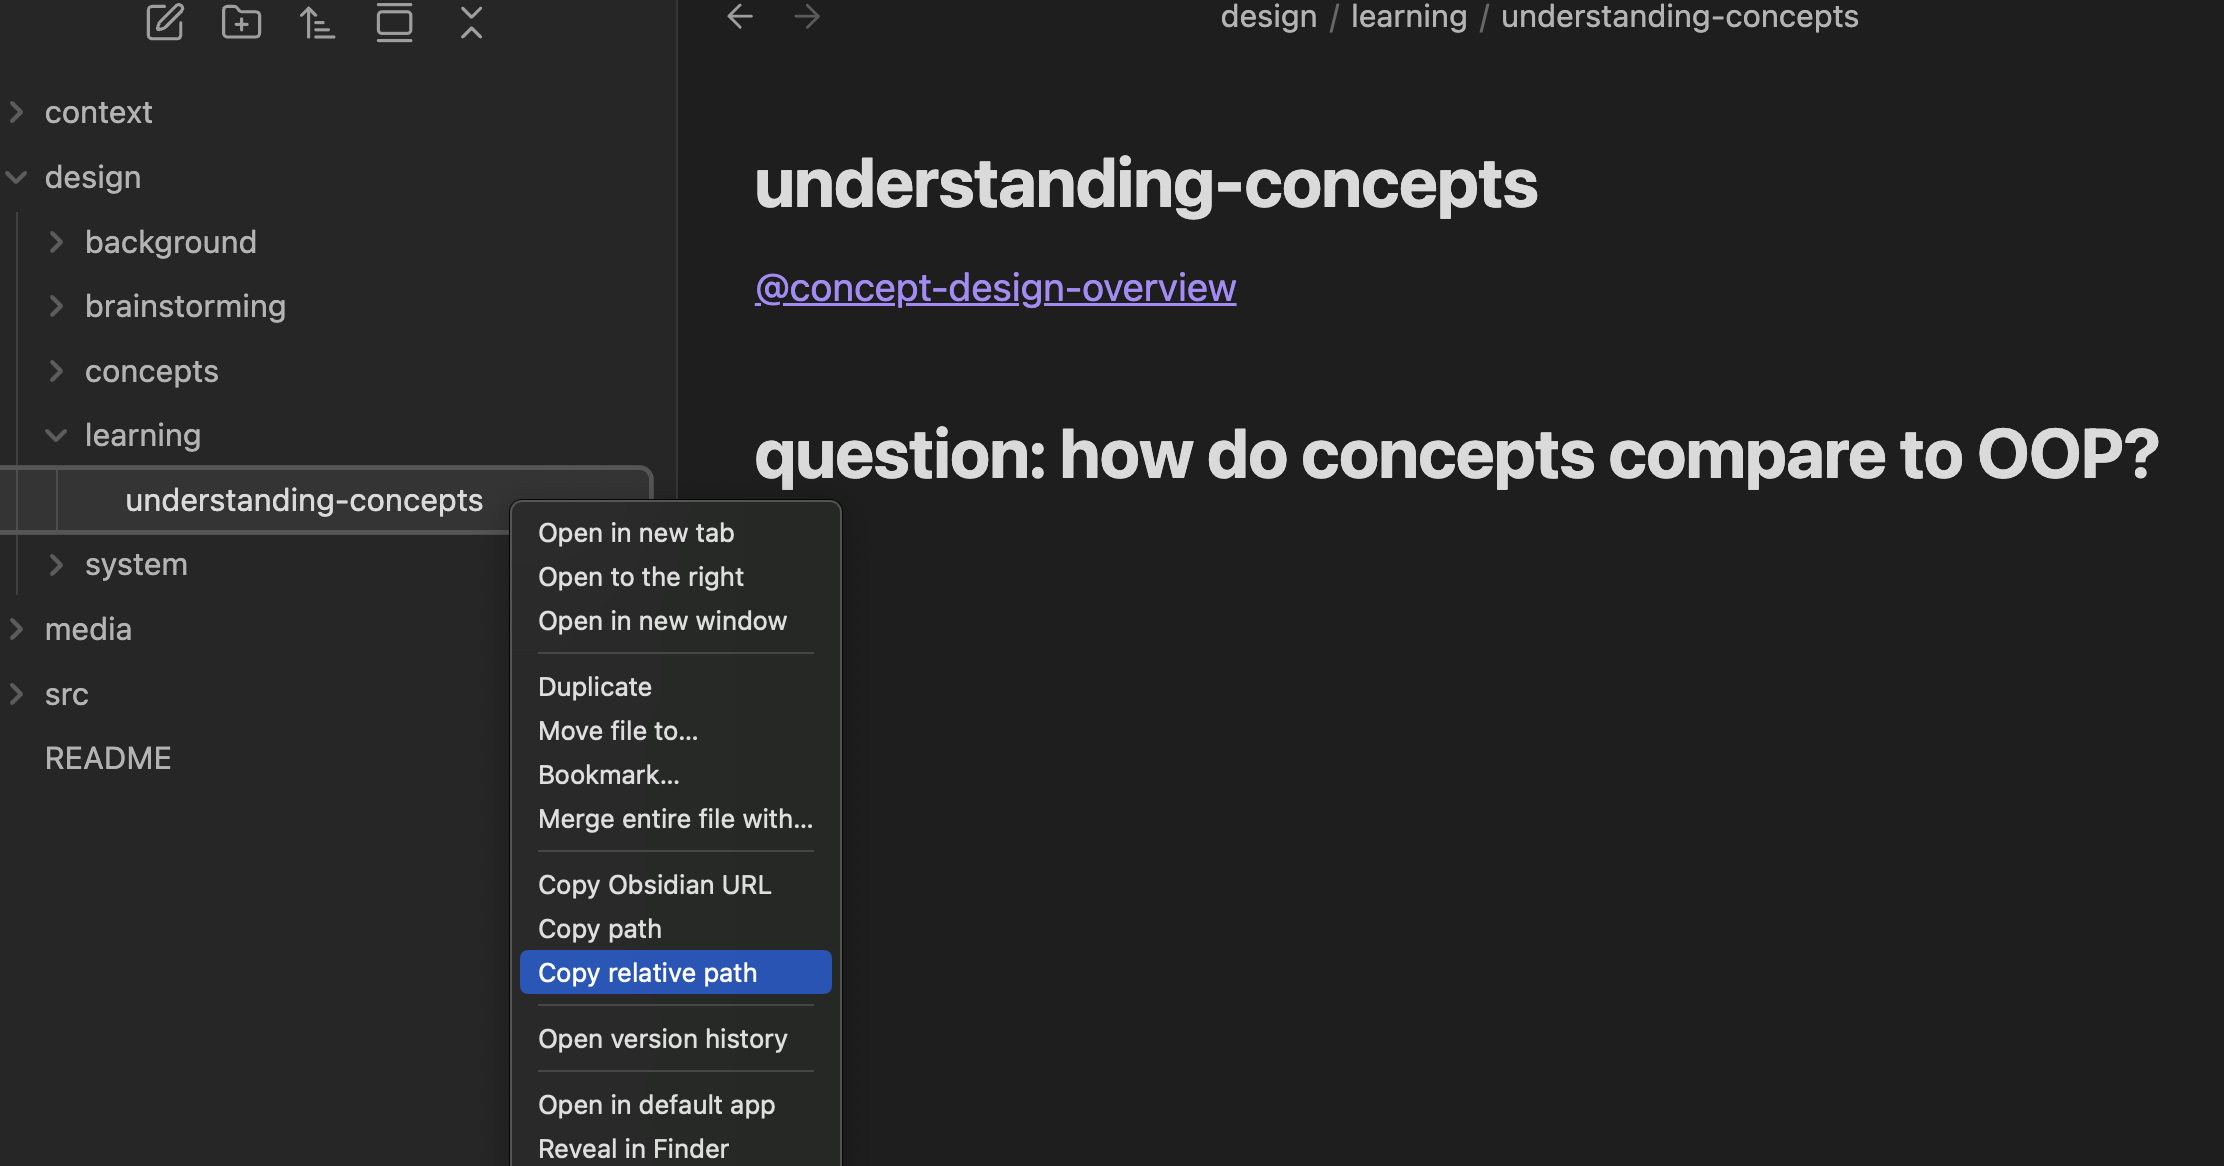 design / learning / understanding-concepts
context
design
background
brainstorming
concepts
learning
understanding-concepts
system
media
src
README
understanding-concepts
@concept-design-overview
question: how do concepts compare to OOP?
Open in new tab
Open to the right
Open in new window
Duplicate
Move file to...
Bookmark...
Merge entire file with...
Copy Obsidian URL
Copy path
Copy relative path
Open version history
Open in default app
Reveal in Finder